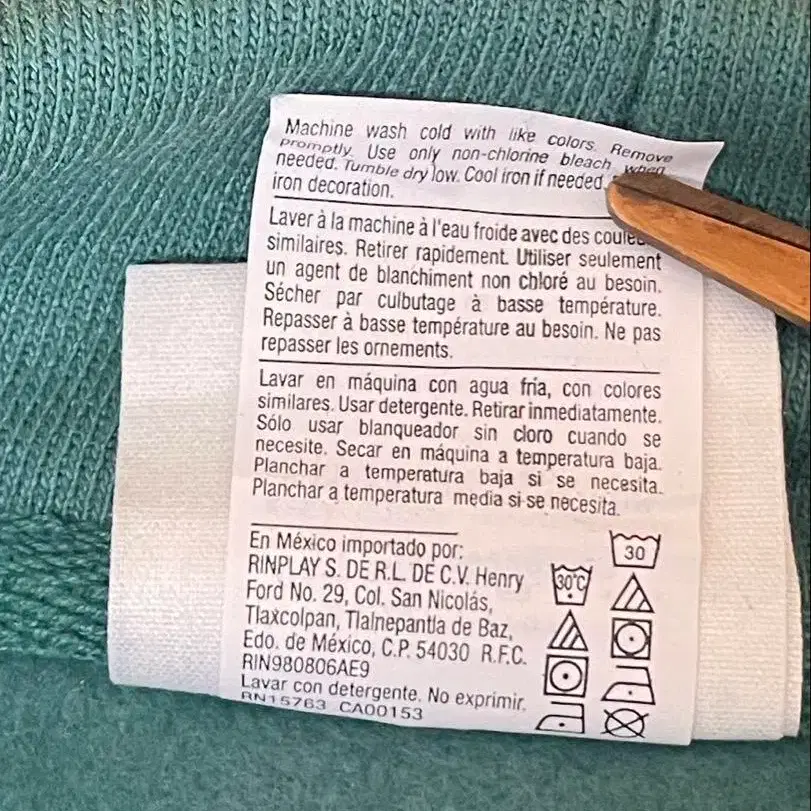 Machine wash cold with like colors. Remove
promptly. Use only non-chlorine bleach when
needed. Tumble dry low. Cool iron if needed.
iron decoration.
Laver à la machine à l'eau froide avec des
similaires. Retirer rapidement. Utiliser seulement
un agent de blanchiment non chloré au besoin.
Sécher par culbutage à basse température.
Repasser à basse température au besoin. Ne pas
repasser les ornements.
Lavar en máquina con agua fría, con colores
similares. Usar detergente. Retirar inmediatamente.
Sólo usar blanqueador sin cloro cuando se
necesite. Secar en máquina a temperatura baja.
Planchar a temperatura baja si se necesita.
Planchar a temperatura media si se necesita.
En México importado por:
RINPLAY S. DE R.L. DE C.V. Henry
Ford No. 29, Col. San Nicolás,
Tlaxcolpan, Tlalnepantla de Baz,
Edo. de México, C.P. 54030 R.F.C.
RIN980806AE9
Lavar con detergente. No exprimir.
RN15763 CA00153
30°C
30